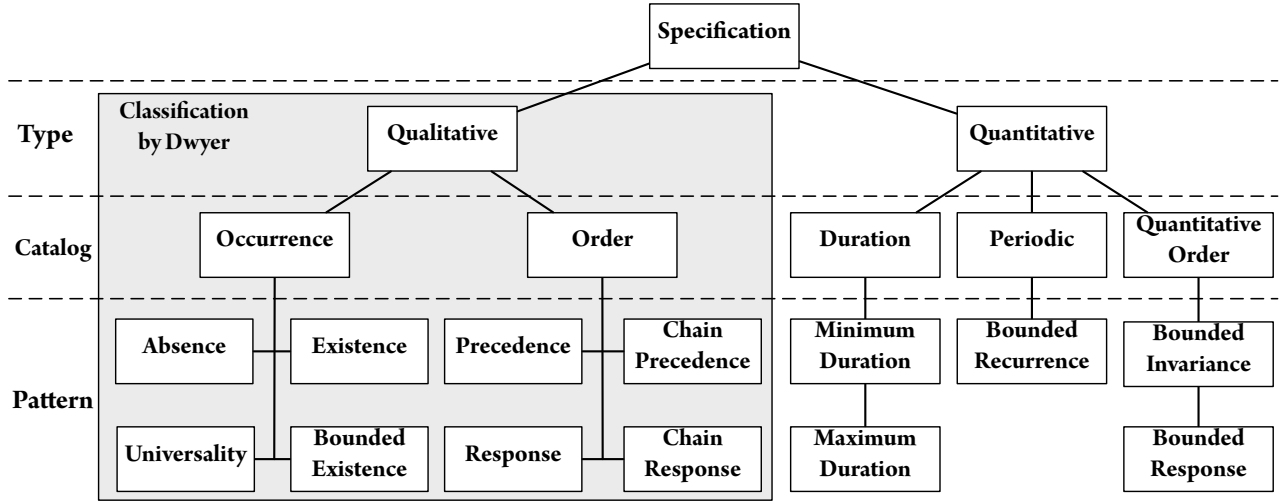 Specification
Classification
by Dwyer
Type
Qualitative
Quantitative
Catalog
Occurrence
Order
Duration
Periodic
Quantitative
Order
Pattern
Absence
Existence
Precedence
Chain
Precedence
Minimum
Duration
Bounded
Recurrence
Bounded
Invariance
Universality
Bounded
Existence
Response
Chain
Response
Maximum
Duration
Bounded
Response